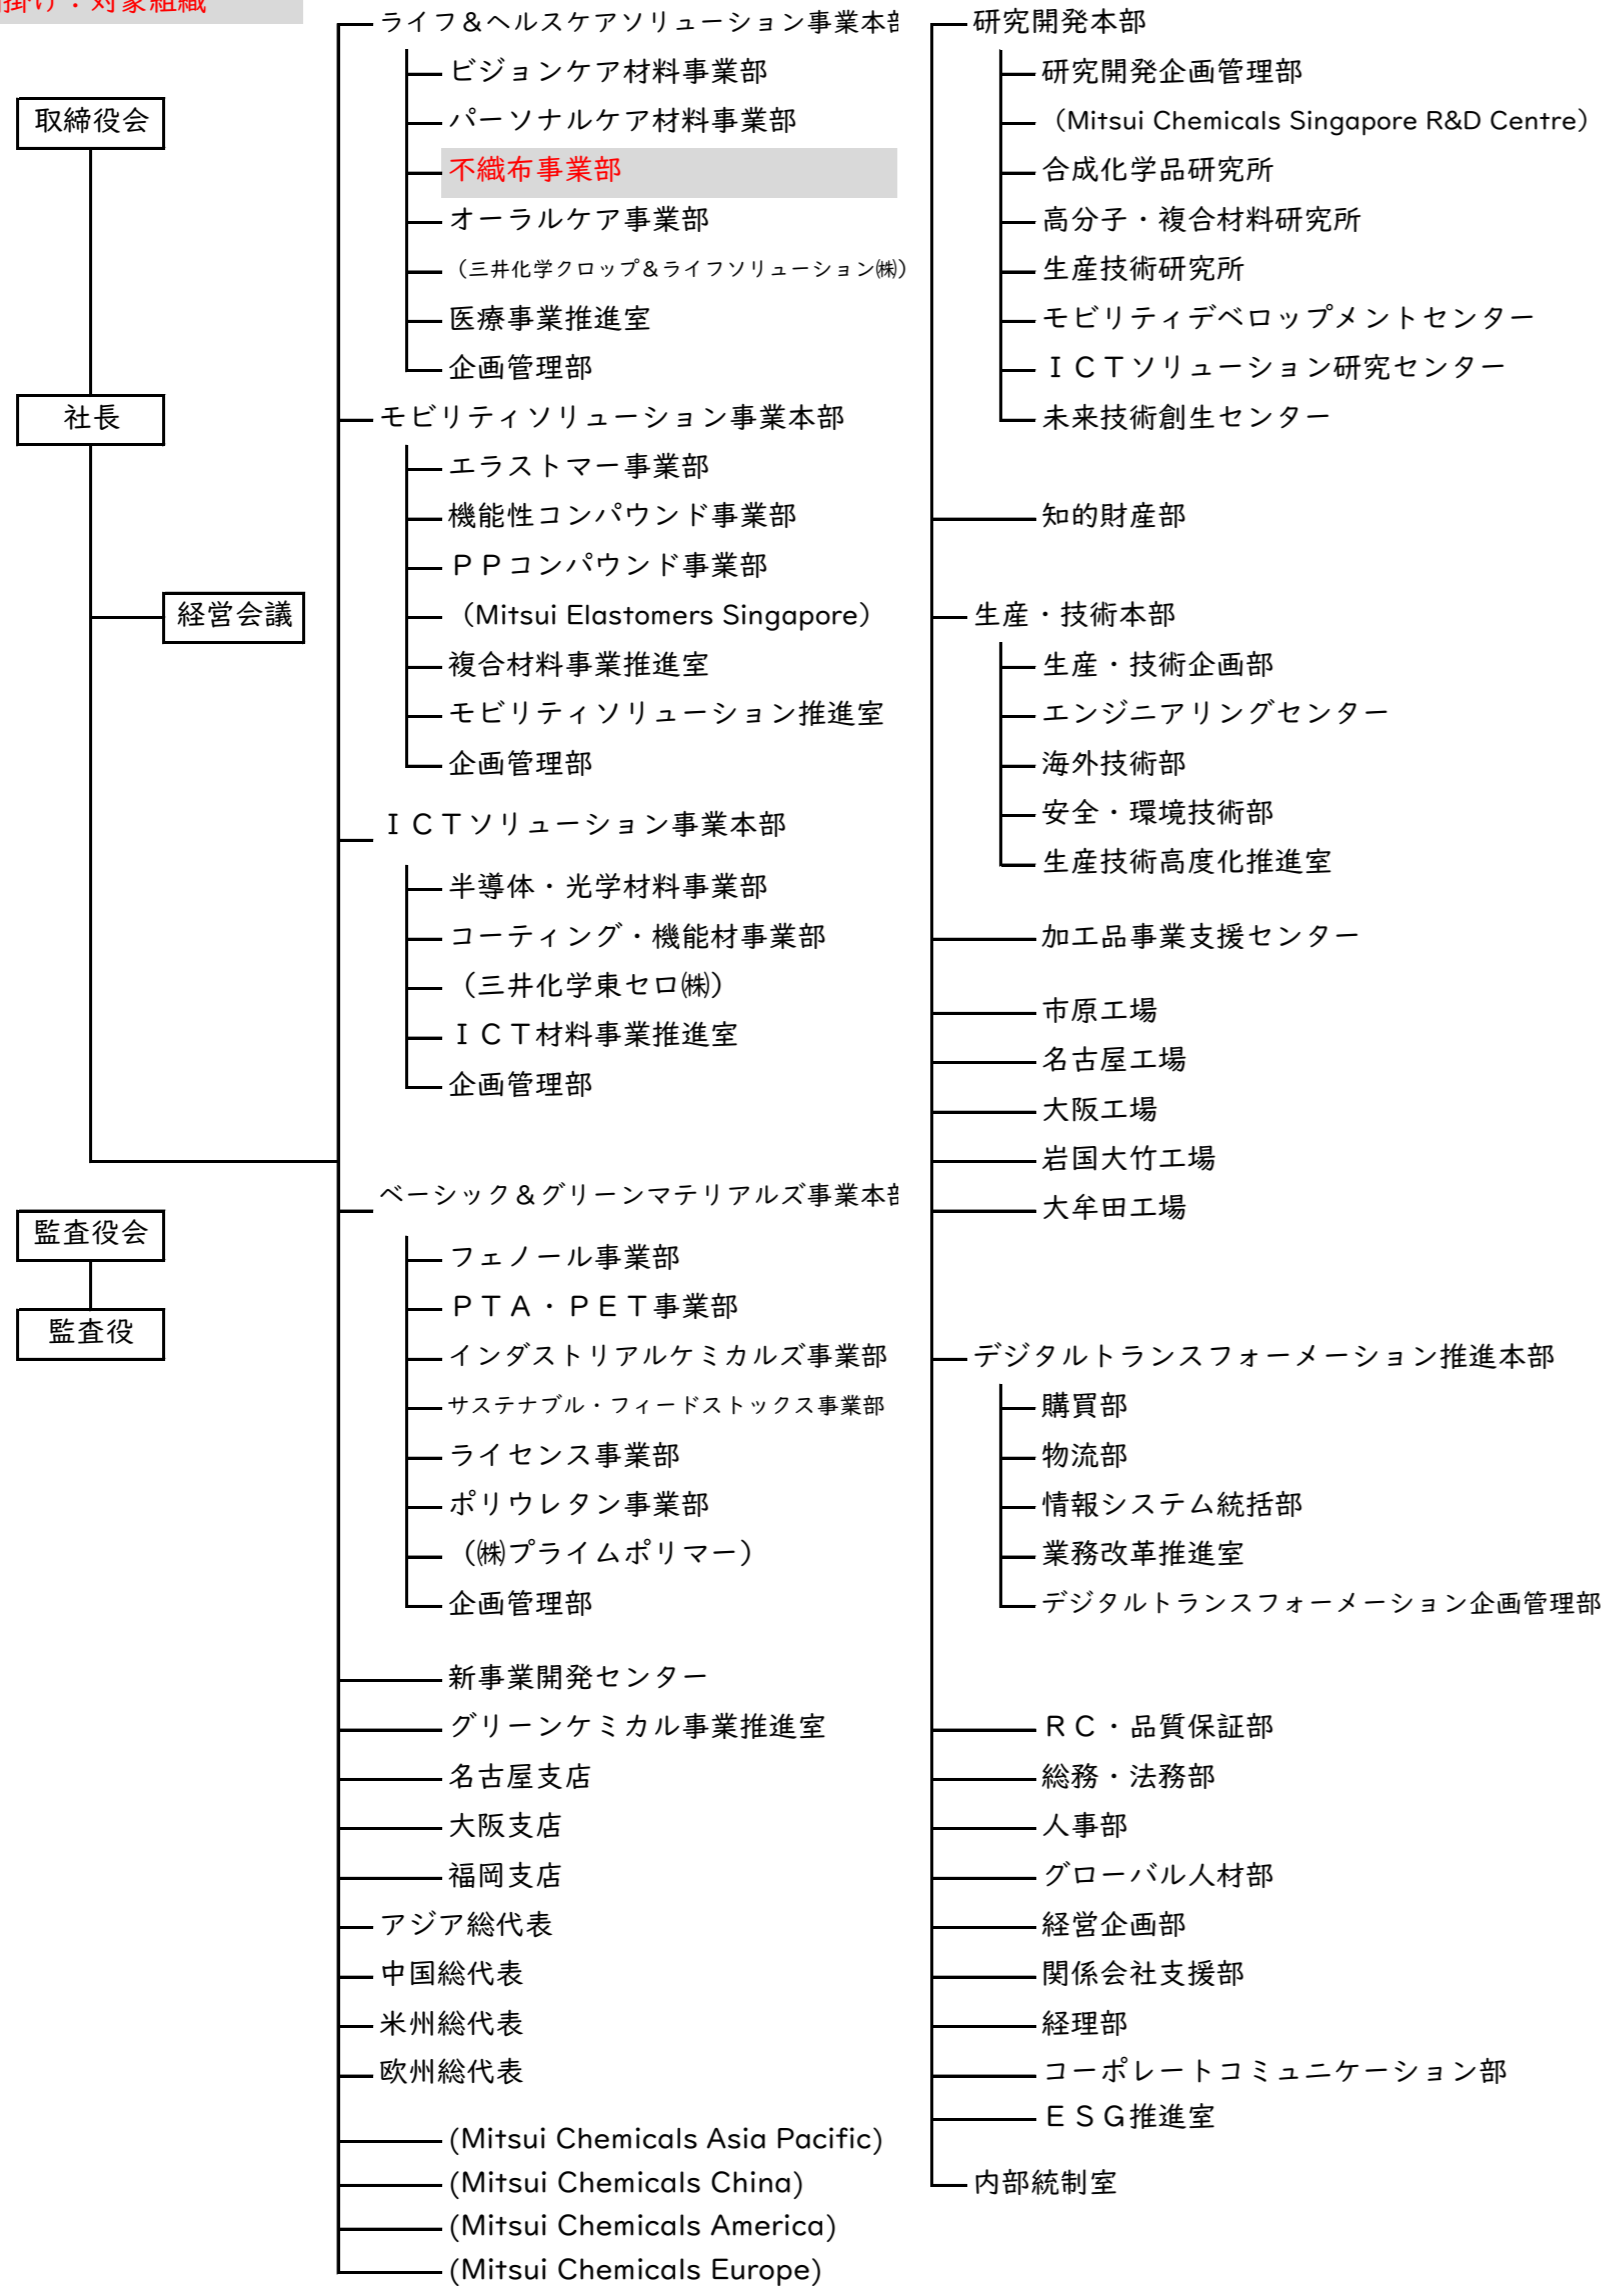 掛け：対象組織
取締役会
社長
経営会議
監査役会
監査役
ライフ＆ヘルスケアソリューション事業本部
ビジョンケア材料事業部
パーソナルケア材料事業部
不織布事業部
オーラルケア事業部
（三井化学クロップ＆ライフソリューション㈱）
医療事業推進室
企画管理部
モビリティソリューション事業本部
エラストマー事業部
機能性コンパウンド事業部
ＰＰコンパウンド事業部
（Mitsui Elastomers Singapore）
複合材料事業推進室
モビリティソリューション推進室
企画管理部
ＩＣＴソリューション事業本部
半導体・光学材料事業部
コーティング・機能材事業部
（三井化学東セロ㈱）
ＩＣＴ材料事業推進室
企画管理部
ベーシック＆グリーンマテリアルズ事業本部
フェノール事業部
ＰＴＡ・ＰＥＴ事業部
インダストリアルケミカルズ事業部
サステナブル・フィードストックス事業部
ライセンス事業部
ポリウレタン事業部
（㈱プライムポリマー）
企画管理部
新事業開発センター
グリーンケミカル事業推進室
名古屋支店
大阪支店
福岡支店
アジア総代表
中国総代表
米州総代表
欧州総代表
(Mitsui Chemicals Asia Pacific)
(Mitsui Chemicals China)
(Mitsui Chemicals America)
(Mitsui Chemicals Europe)
研究開発本部
研究開発企画管理部
（Mitsui Chemicals Singapore R&D Centre）
合成化学品研究所
高分子・複合材料研究所
生産技術研究所
モビリティデベロップメントセンター
ＩＣＴソリューション研究センター
未来技術創生センター
知的財産部
生産・技術本部
生産・技術企画部
エンジニアリングセンター
海外技術部
安全・環境技術部
生産技術高度化推進室
加工品事業支援センター
市原工場
名古屋工場
大阪工場
岩国大竹工場
大牟田工場
デジタルトランスフォーメーション推進本部
購買部
物流部
情報システム統括部
業務改革推進室
デジタルトランスフォーメーション企画管理部
ＲＣ・品質保証部
総務・法務部
人事部
グローバル人材部
経営企画部
関係会社支援部
経理部
コーポレートコミュニケーション部
ＥＳＧ推進室
内部統制室